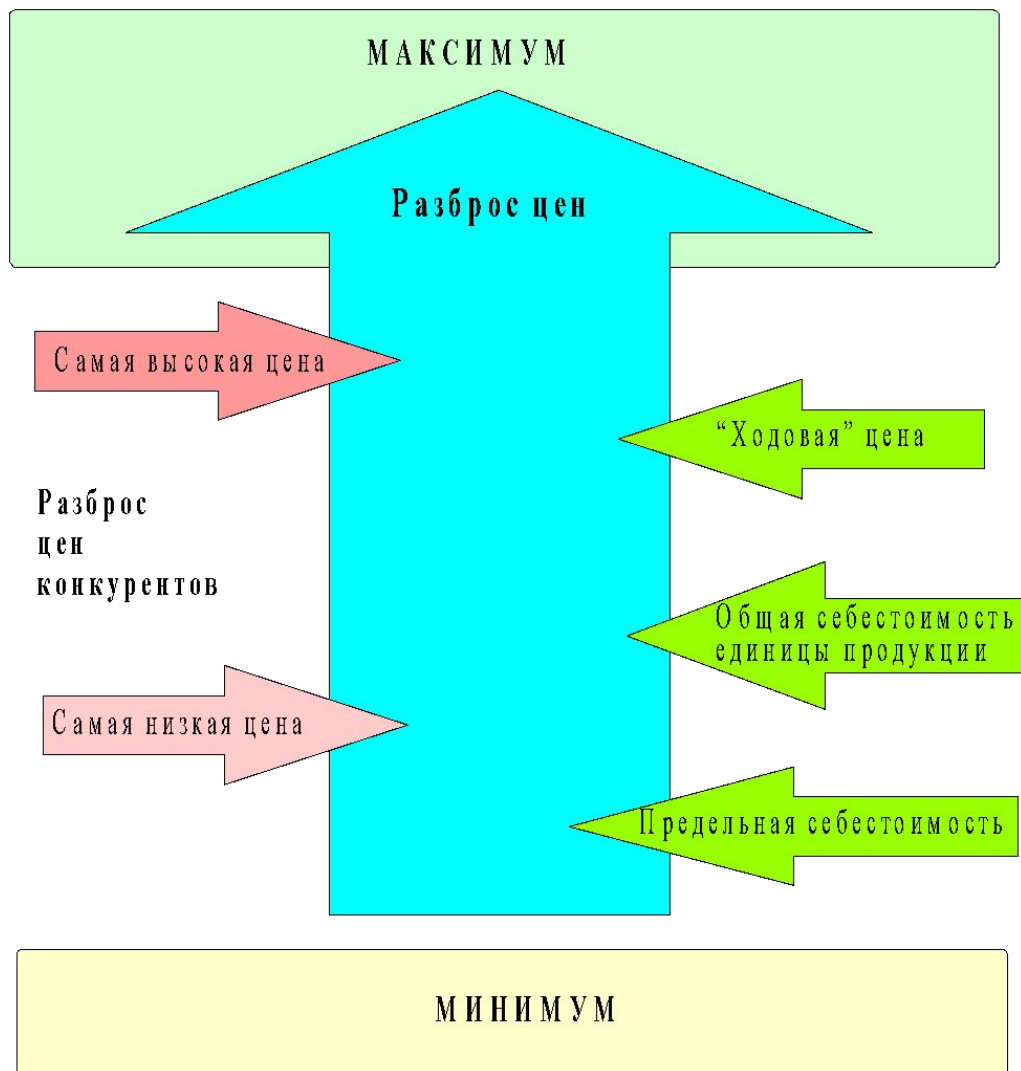 МАКСИМУМ
Разброс цен
Самая высокая цена
“Ходовая” цена
Разброс
цен
конкурентов
Общая себестоимость
единицы продукции
Самая низкая цена
Предельная себестоимость
МИНИМУМ